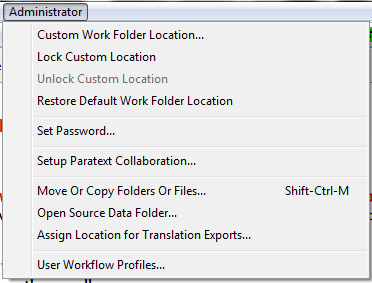 Administrator
Custom Work Folder Location...
Lock Custom Location
Unlock Custom Location
Restore Default Work Folder Location
Set Password...
Setup Paratext Collaboration...
Move Or Copy Folders Or Files... Shift-Ctrl-M
Open Source Data Folder...
Assign Location for Translation Exports...
User Workflow Profiles...